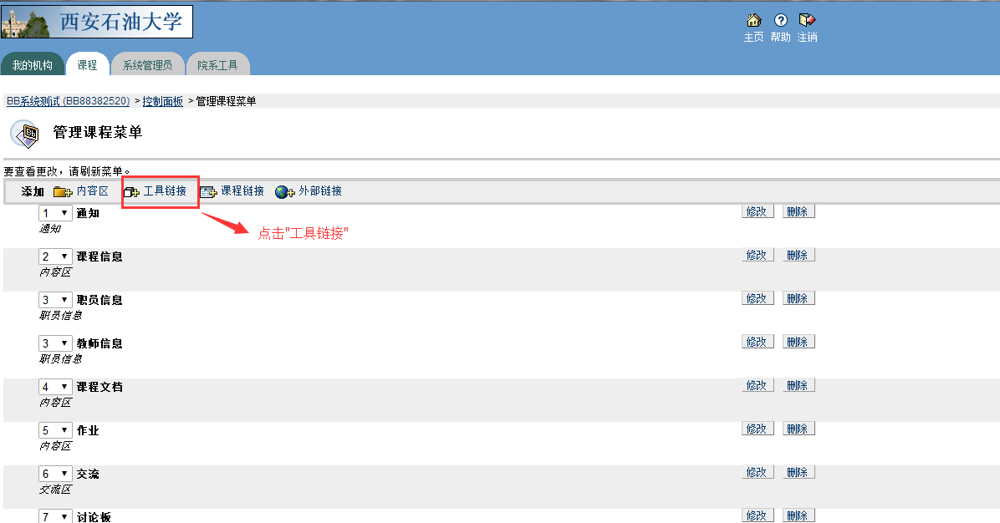 西安石油大学
主页 帮助 注销
我的机构 课程 系统管理员 院系工具
BB系统测试 (BB88382520) > 控制面板 > 管理课程菜单
管理课程菜单
要查看更改，请刷新菜单。
添加 内容区 工具链接 课程链接 外部链接
1 通知 修改 删除
通知
点击"工具链接"
2 课程信息 修改 删除
内容区
3 职员信息 修改 删除
职员信息
3 教师信息 修改 删除
职员信息
4 课程文档 修改 删除
内容区
5 作业 修改 删除
内容区
6 交流 修改 删除
交流区
7 讨论板 修改 删除